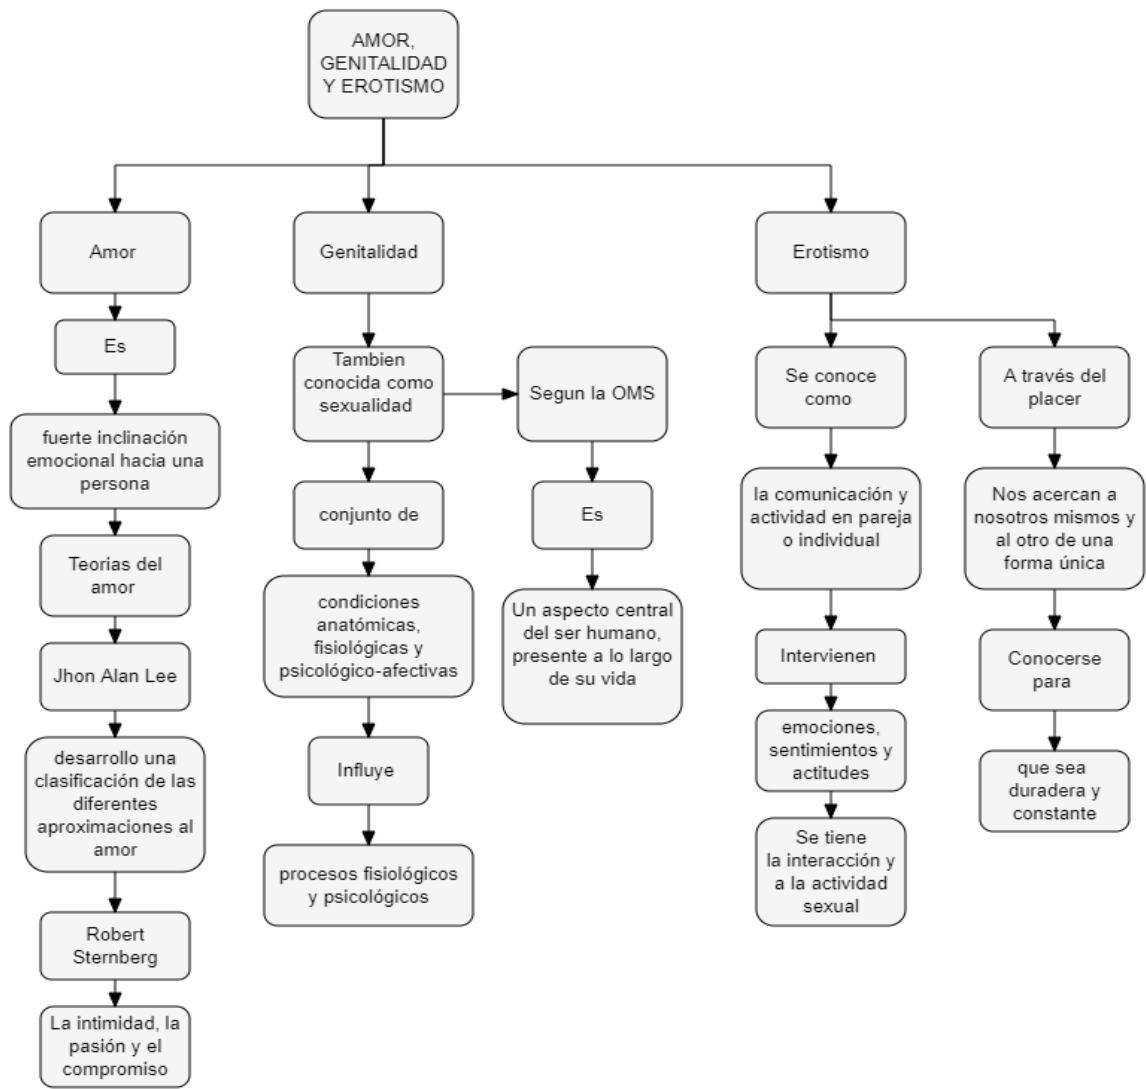 AMOR,
GENITALIDAD
Y EROTISMO
Amor
Es
fuerte inclinación
emocional hacia una
persona
Teorias del
amor
Jhon Alan Lee
desarrollo una
clasificación de las
diferentes
aproximaciones al
amor
Robert
Sternberg
La intimidad, la
pasión y el
compromiso
Genitalidad
Tambien
conocida como
sexualidad
conjunto de
condiciones
anatómicas,
fisiológicas y
psicológico-afectivas
Influye
procesos fisiológicos
y psicológicos
Segun la OMS
Es
Un aspecto central
del ser humano,
presente a lo largo
de su vida
Erotismo
Se conoce
como
la comunicación y
actividad en pareja
o individual
Intervienen
emociones,
sentimientos y
actitudes
Se tiene
la interacción y
a la actividad
sexual
A través del
placer
Nos acercan a
nosotros mismos y
al otro de una
forma única
Conocerse
para
que sea
duradera y
constante